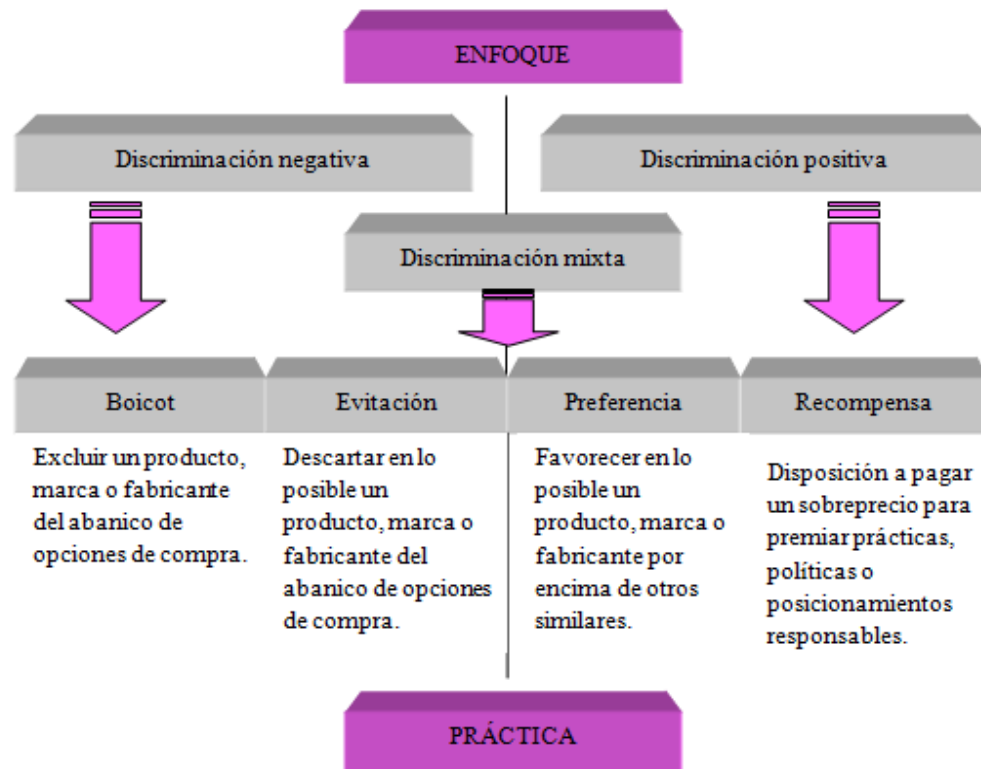 ENFOQUE
Discriminación negativa
Discriminación positiva
Discriminación mixta
Boicot
Evitación
Preferencia
Recompensa
Excluir un producto,
marca o fabricante
del abanico de
opciones de compra.
Descartar en lo
posible un
producto, marca o
fabricante del
abanico de opciones
de compra.
Favorecer en lo
posible un
producto, marca o
fabricante por
encima de otros
similares.
Disposición a pagar
un sobreprecio para
premiar prácticas,
políticas o
posicionamientos
responsables.
PRÁCTICA